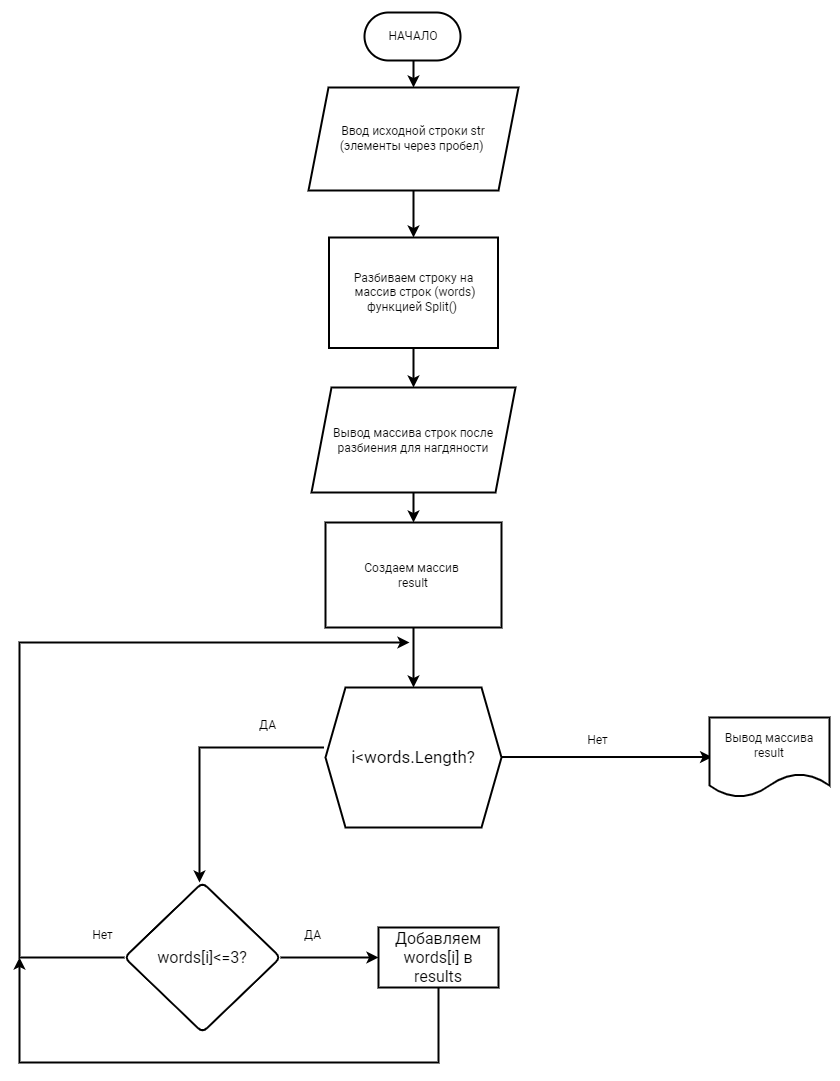 НАЧАЛО
Ввод исходной строки str
(элементы через пробел)
Разбиваем строку на
массив строк (words)
функцией Split()
Вывод массива строк после
разбиения для нагдяности
Создаем массив
result
ДА
i<words.Length?
Нет
Вывод массива
result
Нет
words[i]<=3?
ДА
Добавляем
words[i] в
results